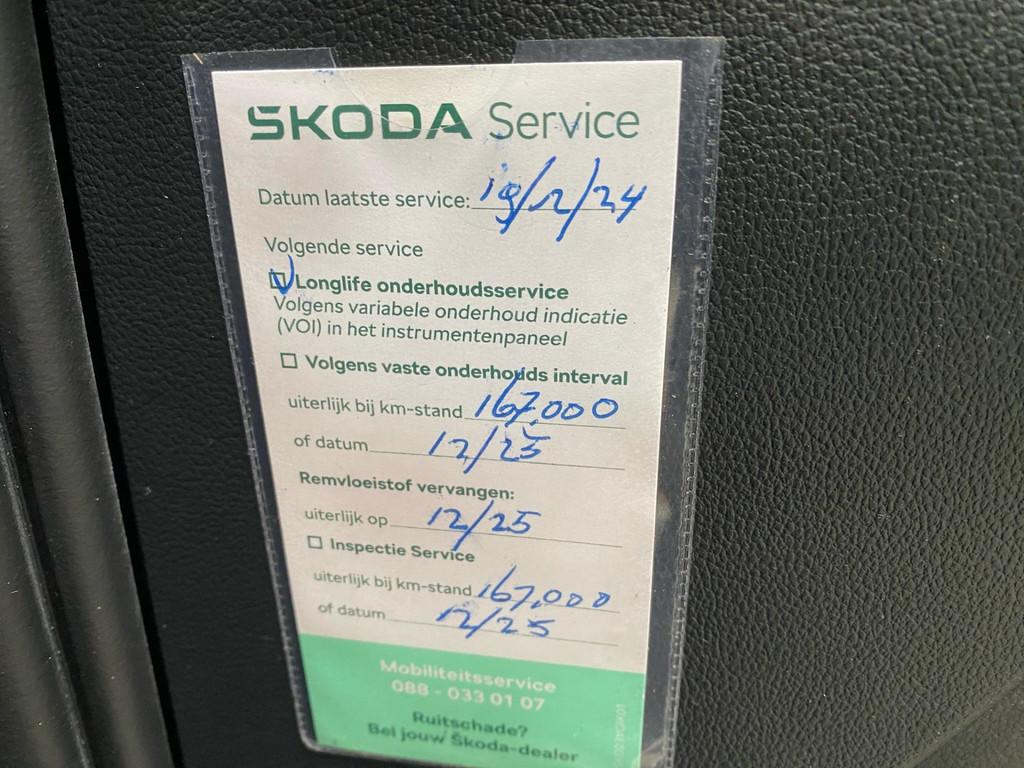 ŠKODA Service
Datum laatste service: 19/12/24
Volgende service
Longlife onderhoudsservice
Volgens variabele onderhoud indicatie
(VOI) in het instrumentenpaneel
Volgens vaste onderhouds interval
uiterlijk bij km-stand 167.000
of datum 12/25
Remvloeistof vervangen:
uiterlijk op 12/25
Inspectie Service
uiterlijk bij km-stand 167.000
of datum 12/25
Mobiliteitsservice
088 - 033 01 07
Ruitschade?
Bel jouw Škoda-dealer